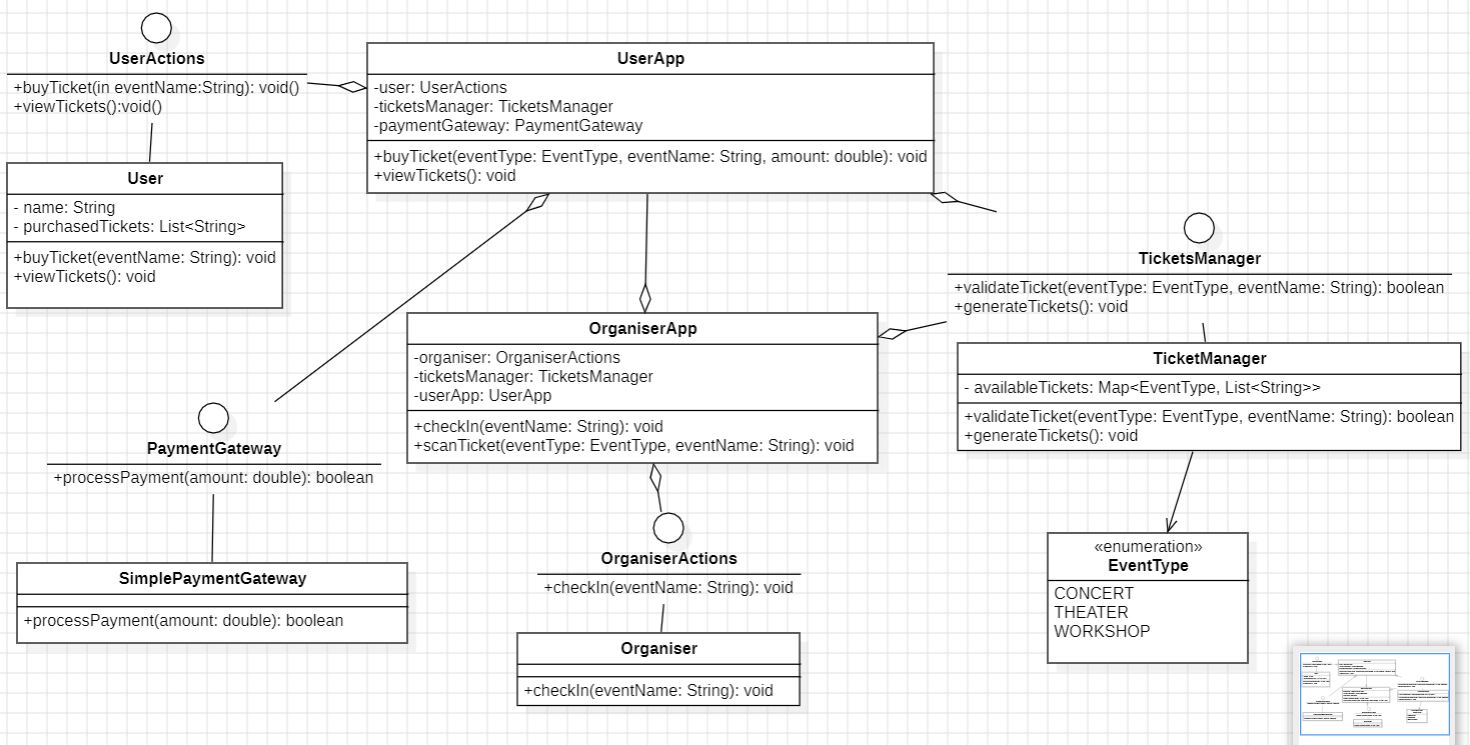 UserActions
+buyTicket(in eventName:String): void()
+viewTickets():void()
User
- name: String
- purchasedTickets: List<String>
+buyTicket(eventName: String): void
+viewTickets(): void
UserApp
-user: UserActions
-ticketsManager: TicketsManager
-paymentGateway: PaymentGateway
+buyTicket(eventType: EventType, eventName: String, amount: double): void
+viewTickets(): void
TicketsManager
+validateTicket(eventType: EventType, eventName: String): boolean
+generateTickets(): void
OrganiserApp
-organiser: OrganiserActions
-ticketsManager: TicketsManager
-userApp: UserApp
+checkIn(eventName: String): void
+scanTicket(eventType: EventType, eventName: String): void
TicketManager
- availableTickets: Map<EventType, List<String>>
+validateTicket(eventType: EventType, eventName: String): boolean
+generateTickets(): void
PaymentGateway
+processPayment(amount: double): boolean
SimplePaymentGateway
+processPayment(amount: double): boolean
OrganiserActions
+checkIn(eventName: String): void
Organiser
+checkIn(eventName: String): void
«enumeration»
EventType
CONCERT
THEATER
WORKSHOP